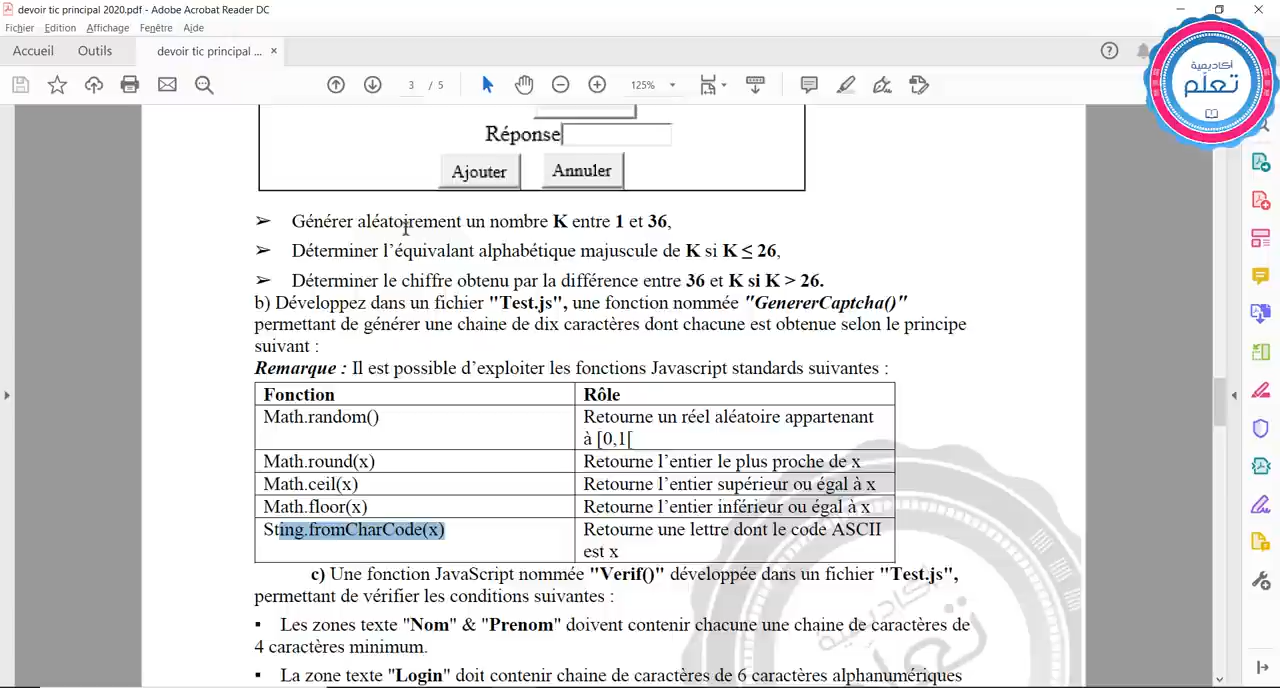 devoir tic principal 2020.pdf - Adobe Acrobat Reader DC
Fichier Edition Affichage Fenêtre Aide
Accueil Outils devoir tic principal ... ×
3 / 5 125%
أكاديمية
تعلّم
Réponse
Ajouter Annuler
➢ Générer aléatoirement un nombre K entre 1 et 36,
➢ Déterminer l'équivalant alphabétique majuscule de K si K ≤ 26,
➢ Déterminer le chiffre obtenu par la différence entre 36 et K si K > 26.
b) Développez dans un fichier "Test.js", une fonction nommée "GenererCaptcha()"
permettant de générer une chaine de dix caractères dont chacune est obtenue selon le principe
suivant :
Remarque : Il est possible d'exploiter les fonctions Javascript standards suivantes :
Fonction Rôle
Math.random() Retourne un réel aléatoire appartenant
à [0,1[
Math.round(x) Retourne l'entier le plus proche de x
Math.ceil(x) Retourne l'entier supérieur ou égal à x
Math.floor(x) Retourne l'entier inférieur ou égal à x
Sting.fromCharCode(x) Retourne une lettre dont le code ASCII
est x
c) Une fonction JavaScript nommée "Verif()" développée dans un fichier "Test.js",
permettant de vérifier les conditions suivantes :
▪ Les zones texte "Nom" & "Prenom" doivent contenir chacune une chaine de caractères de
4 caractères minimum.
▪ La zone texte "Login" doit contenir chaine de caractères de 6 caractères alphanumériques
أكاديمية
تعلّم